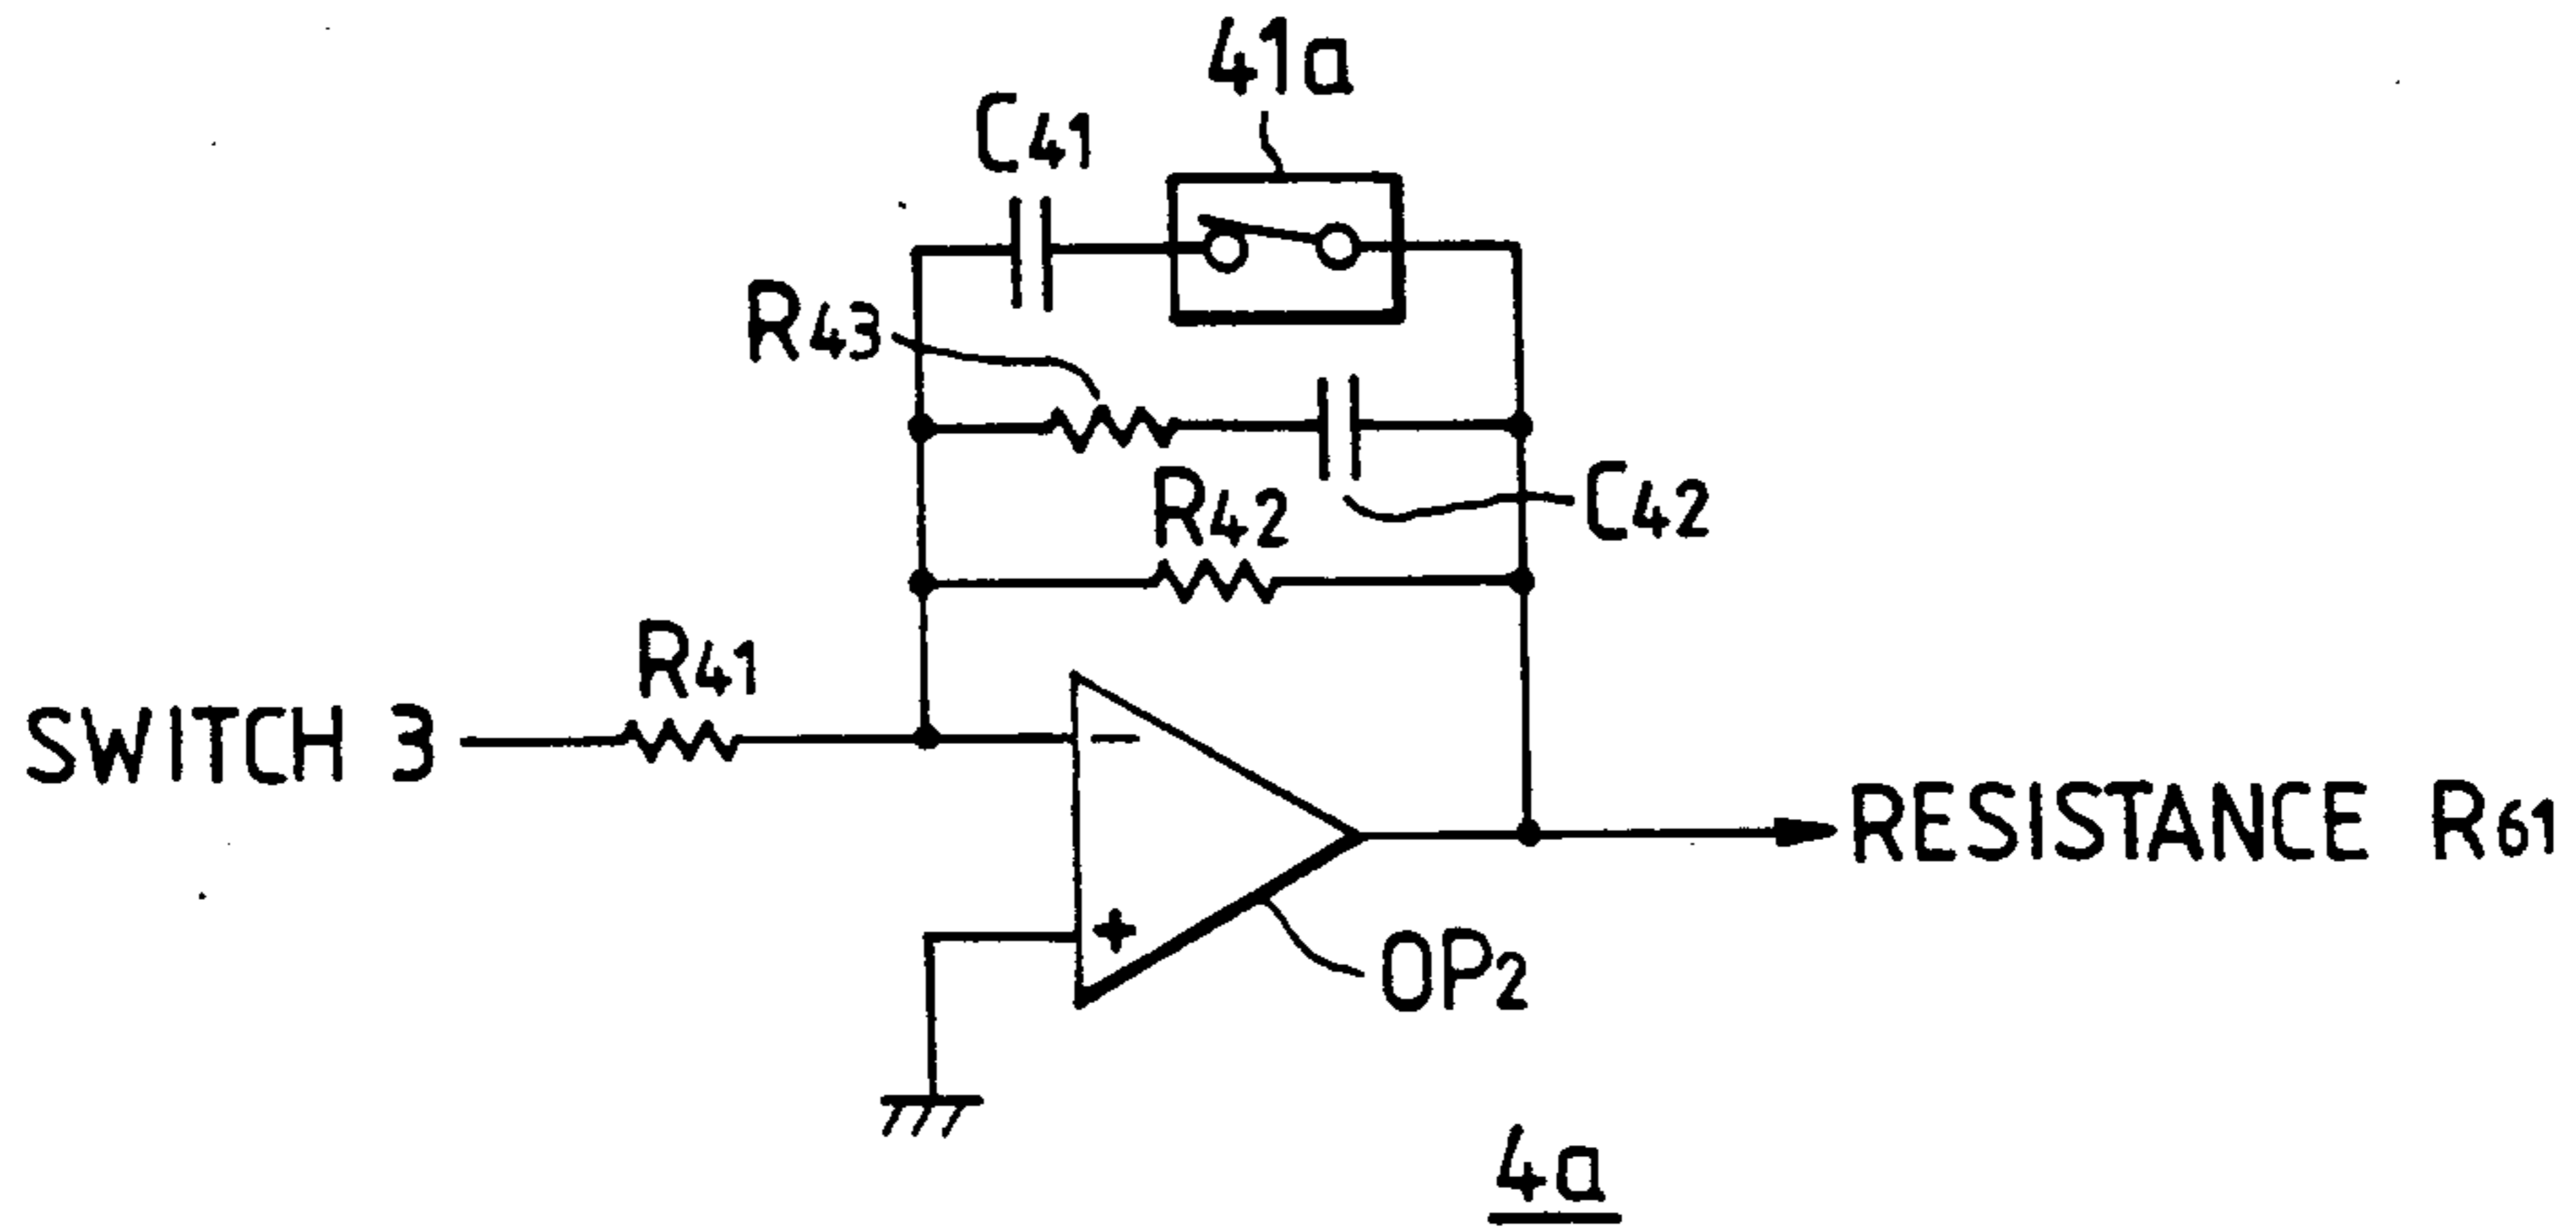 41a
C41
R43
C42
R42
R41
SWITCH 3
−
+
RESISTANCE R61
OP2
4a